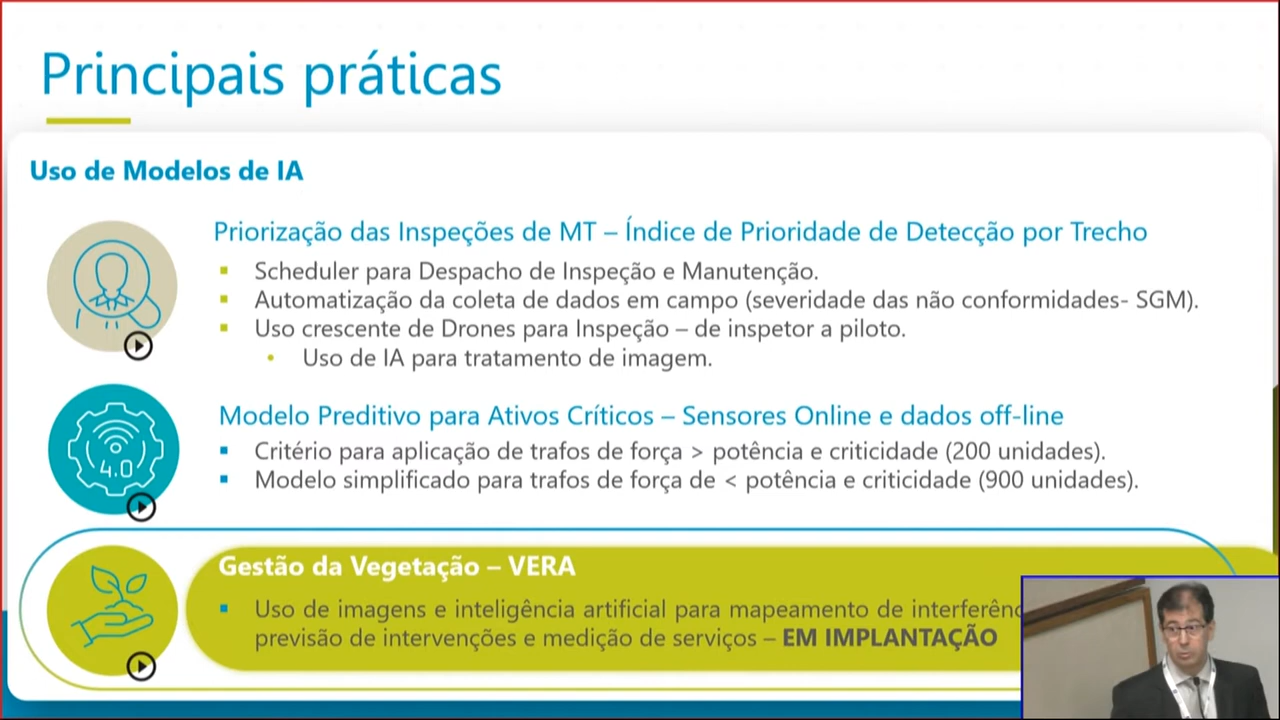 Principais práticas
Uso de Modelos de IA
Priorização das Inspeções de MT – Índice de Prioridade de Detecção por Trecho
Scheduler para Despacho de Inspeção e Manutenção.
Automatização da coleta de dados em campo (severidade das não conformidades- SGM).
Uso crescente de Drones para Inspeção – de inspetor a piloto.
Uso de IA para tratamento de imagem.
4.0
Modelo Preditivo para Ativos Críticos – Sensores Online e dados off-line
Critério para aplicação de trafos de força > potência e criticidade (200 unidades).
Modelo simplificado para trafos de força de < potência e criticidade (900 unidades).
Gestão da Vegetação – VERA
Uso de imagens e inteligência artificial para mapeamento de
previsão de intervenções e medição de serviços – EM IMPLANTAÇÃO